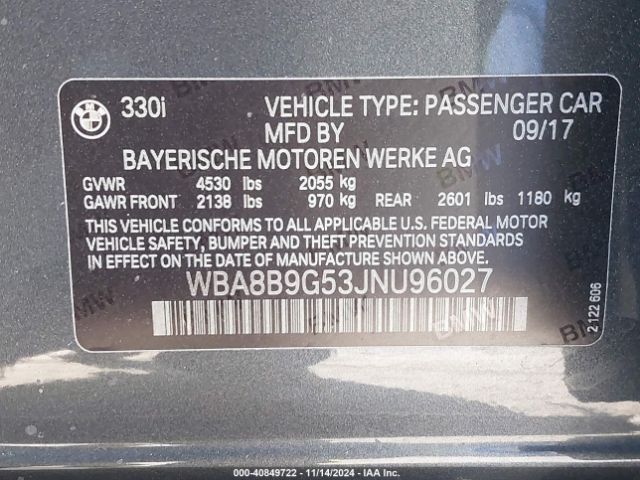 BMW 330i VEHICLE TYPE: PASSENGER CAR
MFD BY 09/17
BAYERISCHE MOTOREN WERKE AG
GVWR 4530 lbs 2055 kg
GAWR FRONT 2138 lbs 970 kg REAR 2601 lbs 1180 kg
THIS VEHICLE CONFORMS TO ALL APPLICABLE U.S. FEDERAL MOTOR
VEHICLE SAFETY, BUMPER AND THEFT PREVENTION STANDARDS
IN EFFECT ON THE DATE OF MANUFACTURE SHOWN ABOVE.
WBA8B9G53JNU96027
2 122 606
000-40849722 - 11/14/2024 - IAA Inc.